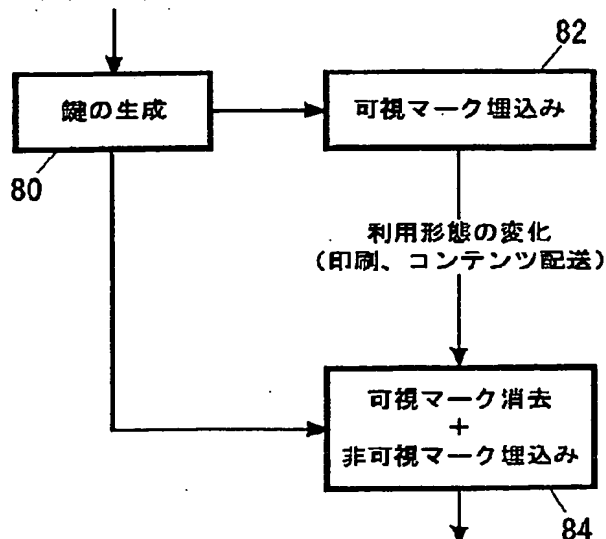 82
鍵の生成
可視マーク埋込み
80
利用形態の変化
(印刷、コンテンツ配送)
可視マーク消去
+
非可視マーク埋込み
84